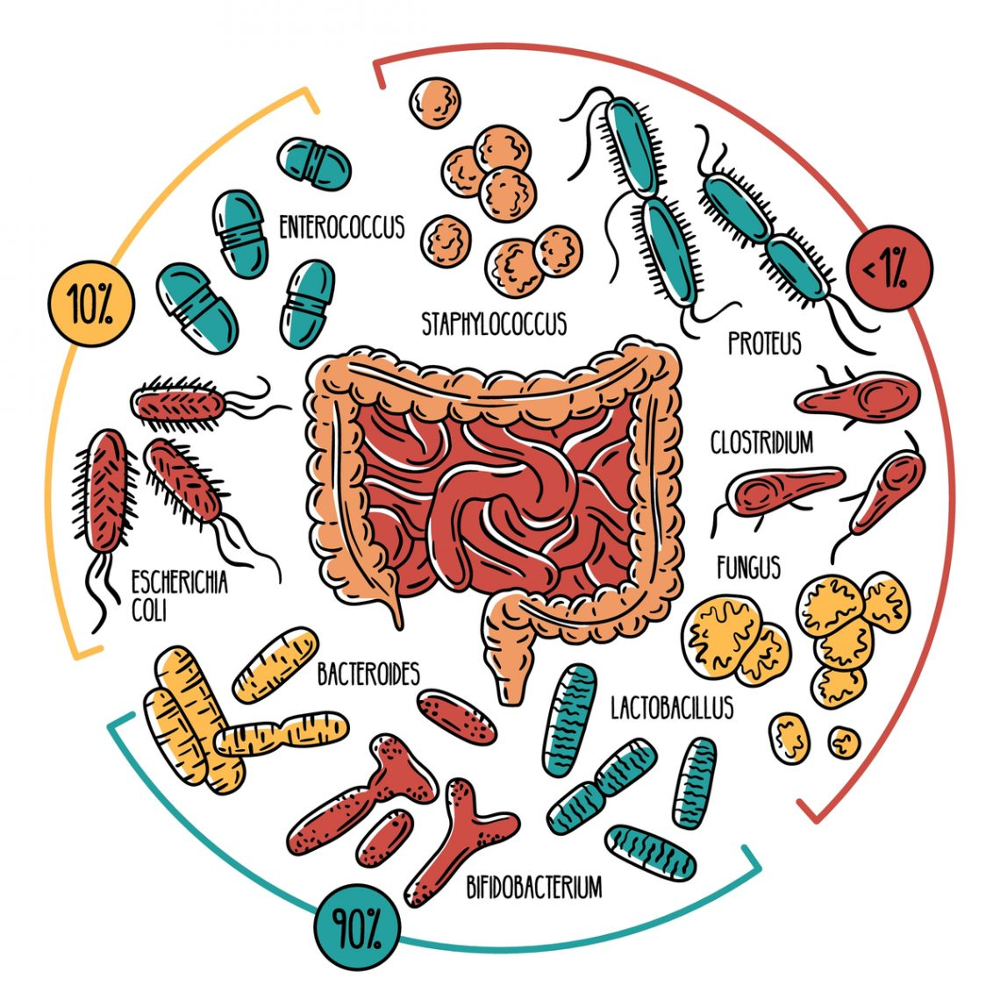 ENTEROCOCCUS
10%
STAPHYLOCOCCUS
<1%
PROTEUS
CLOSTRIDIUM
FUNGUS
ESCHERICHIA
COLI
BACTEROIDES
LACTOBACILLUS
BIFIDOBACTERIUM
90%